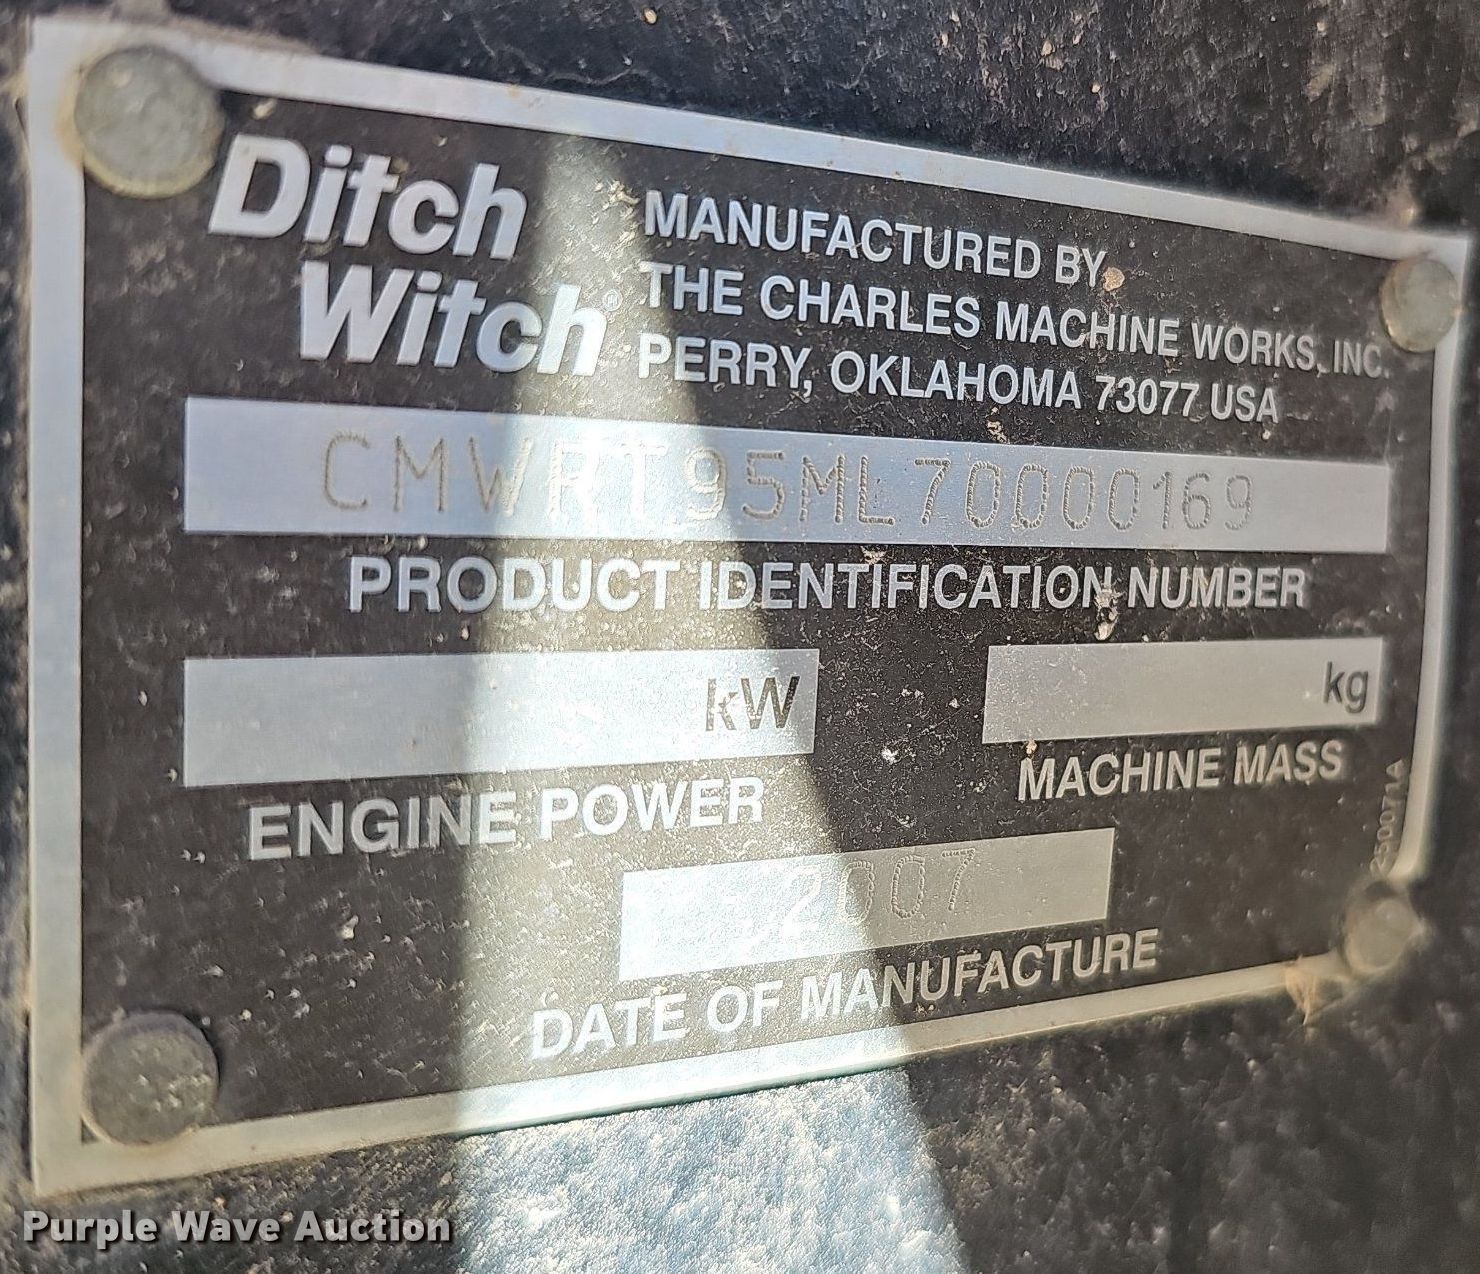 Ditch
Witch®
MANUFACTURED BY
THE CHARLES MACHINE WORKS, INC.
PERRY, OKLAHOMA 73077 USA
CMWRT95ML70000169
PRODUCT IDENTIFICATION NUMBER
kW
ENGINE POWER
kg
MACHINE MASS
2007
DATE OF MANUFACTURE
Purple Wave Auction